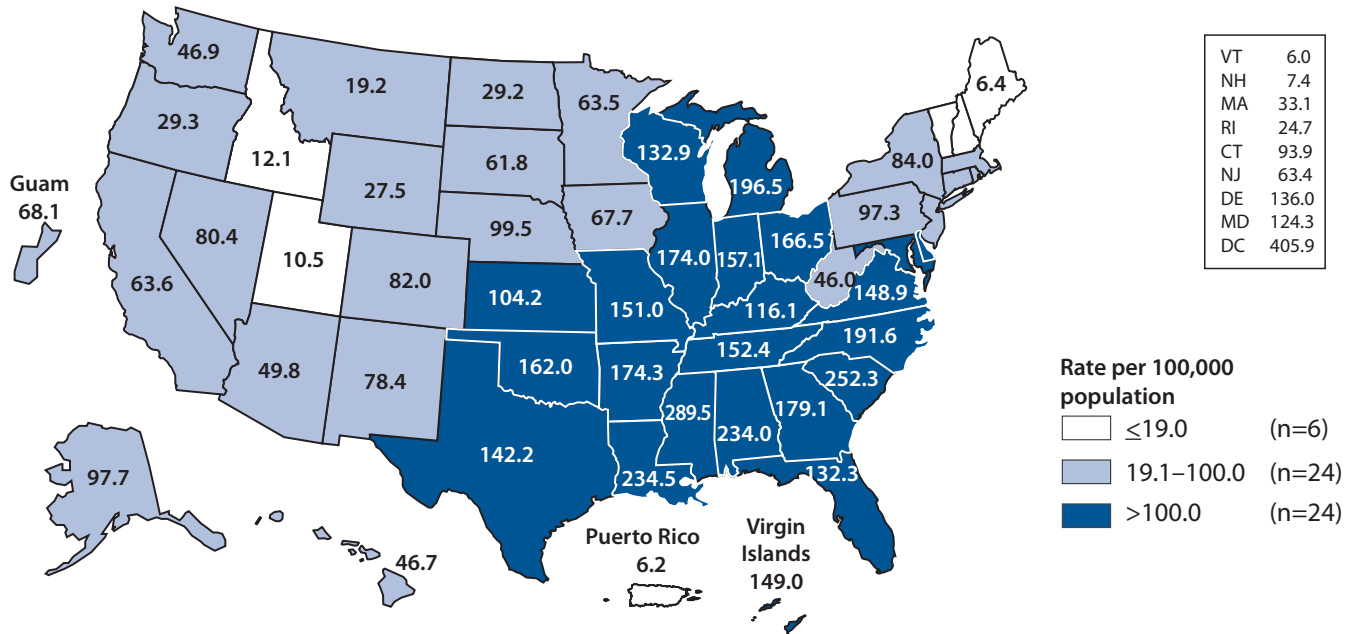 46.9
19.2
29.2
63.5
6.4
29.3
12.1
27.5
61.8
132.9
196.5
84.0
Guam
68.1
80.4
10.5
82.0
99.5
67.7
174.0
157.1
166.5
97.3
46.0
148.9
63.6
104.2
151.0
116.1
49.8
78.4
162.0
174.3
152.4
191.6
252.3
142.2
234.5
289.5
234.0
179.1
132.3
97.7
46.7
Puerto Rico
6.2
Virgin
Islands
149.0
VT 6.0
NH 7.4
MA 33.1
RI 24.7
CT 93.9
NJ 63.4
DE 136.0
MD 124.3
DC 405.9
Rate per 100,000
population
≤19.0 (n=6)
19.1–100.0 (n=24)
>100.0 (n=24)